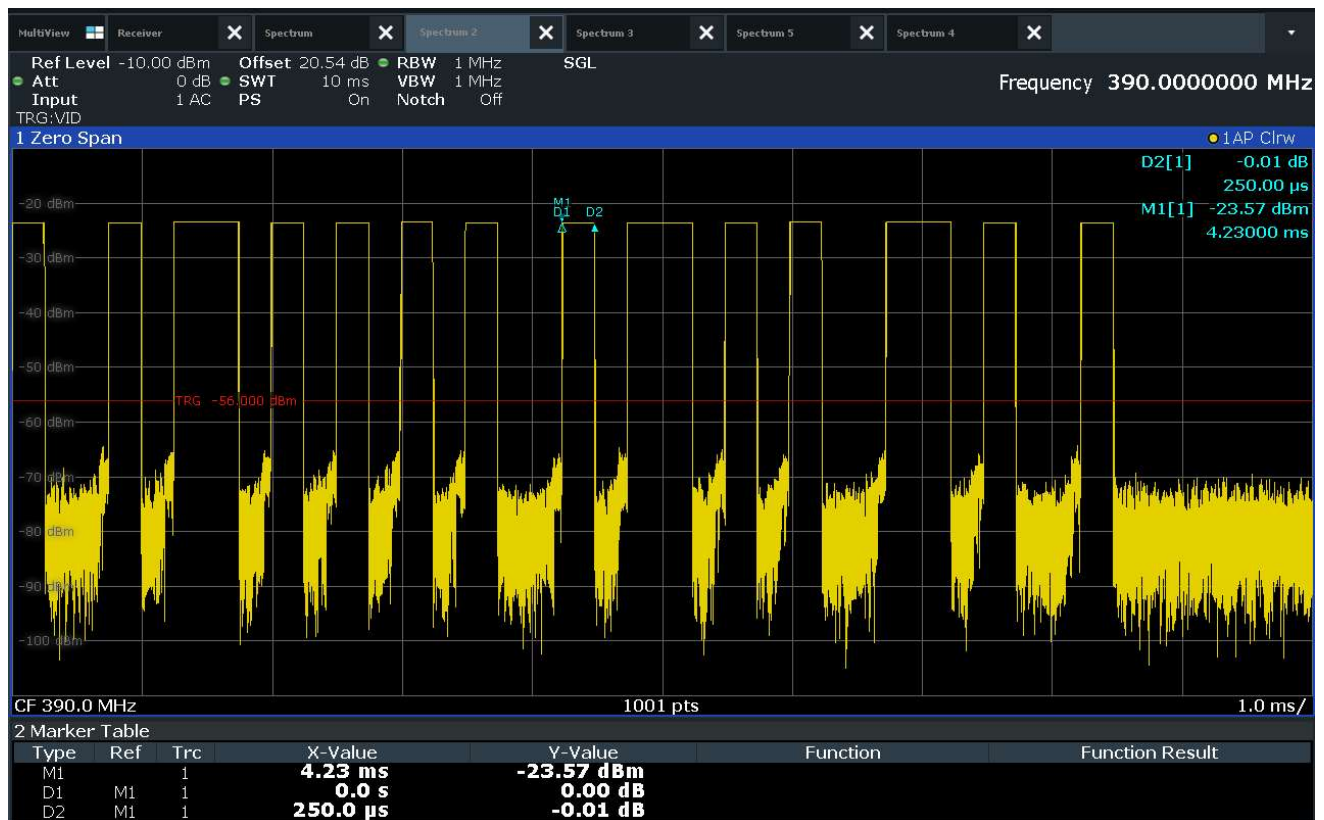 MultiView Receiver Spectrum Spectrum 2 Spectrum 3 Spectrum 5 Spectrum 4
Ref Level -10.00 dBm Offset 20.54 dB RBW 1 MHz SGL
Att 0 dB SWT 10 ms VBW 1 MHz
Frequency 390.0000000 MHz
Input 1 AC PS On Notch Off
TRG:VID
1 Zero Span 1AP Clrw
D2[1] -0.01 dB
250.00 µs
-20 dBm
M1
D1 D2
M1[1] -23.57 dBm
4.23000 ms
-30 dBm
-40 dBm
-50 dBm
TRG -56.000 dBm
-60 dBm
-70 dBm
-80 dBm
-90 dBm
-100 dBm
CF 390.0 MHz 1001 pts 1.0 ms/
2 Marker Table
Type Ref Trc X-Value Y-Value Function Function Result
M1 1 4.23 ms -23.57 dBm
D1 M1 1 0.0 s 0.00 dB
D2 M1 1 250.0 µs -0.01 dB